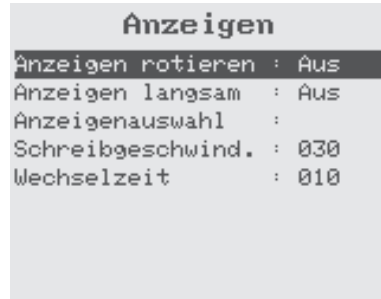 Anzeigen
Anzeigen rotieren : Aus
Anzeigen langsam : Aus
Anzeigenauswahl :
Schreibgeschwind. : 030
Wechselzeit : 010